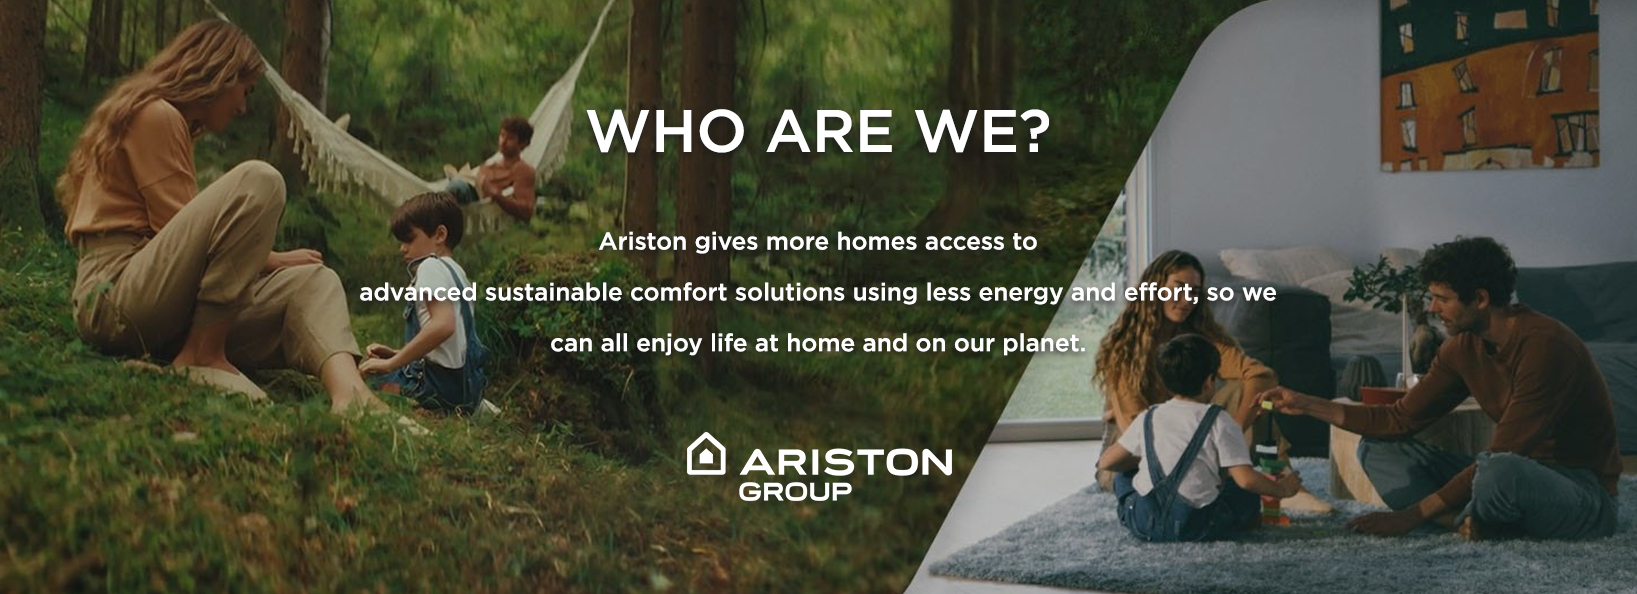 WHO ARE WE?
Ariston gives more homes access to
advanced sustainable comfort solutions using less energy and effort, so we
can all enjoy life at home and on our planet.
ARISTON
GROUP